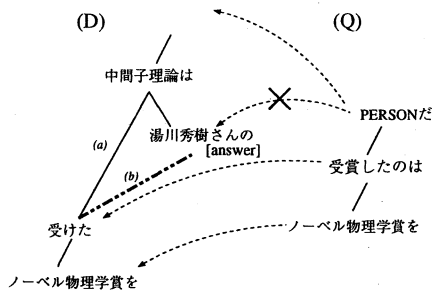 (D)
(Q)
中間子理論は
PERSONだ
湯川秀樹さんの
[answer]
(a)
受賞したのは
(b)
受けた
ノーベル物理学賞を
ノーベル物理学賞を